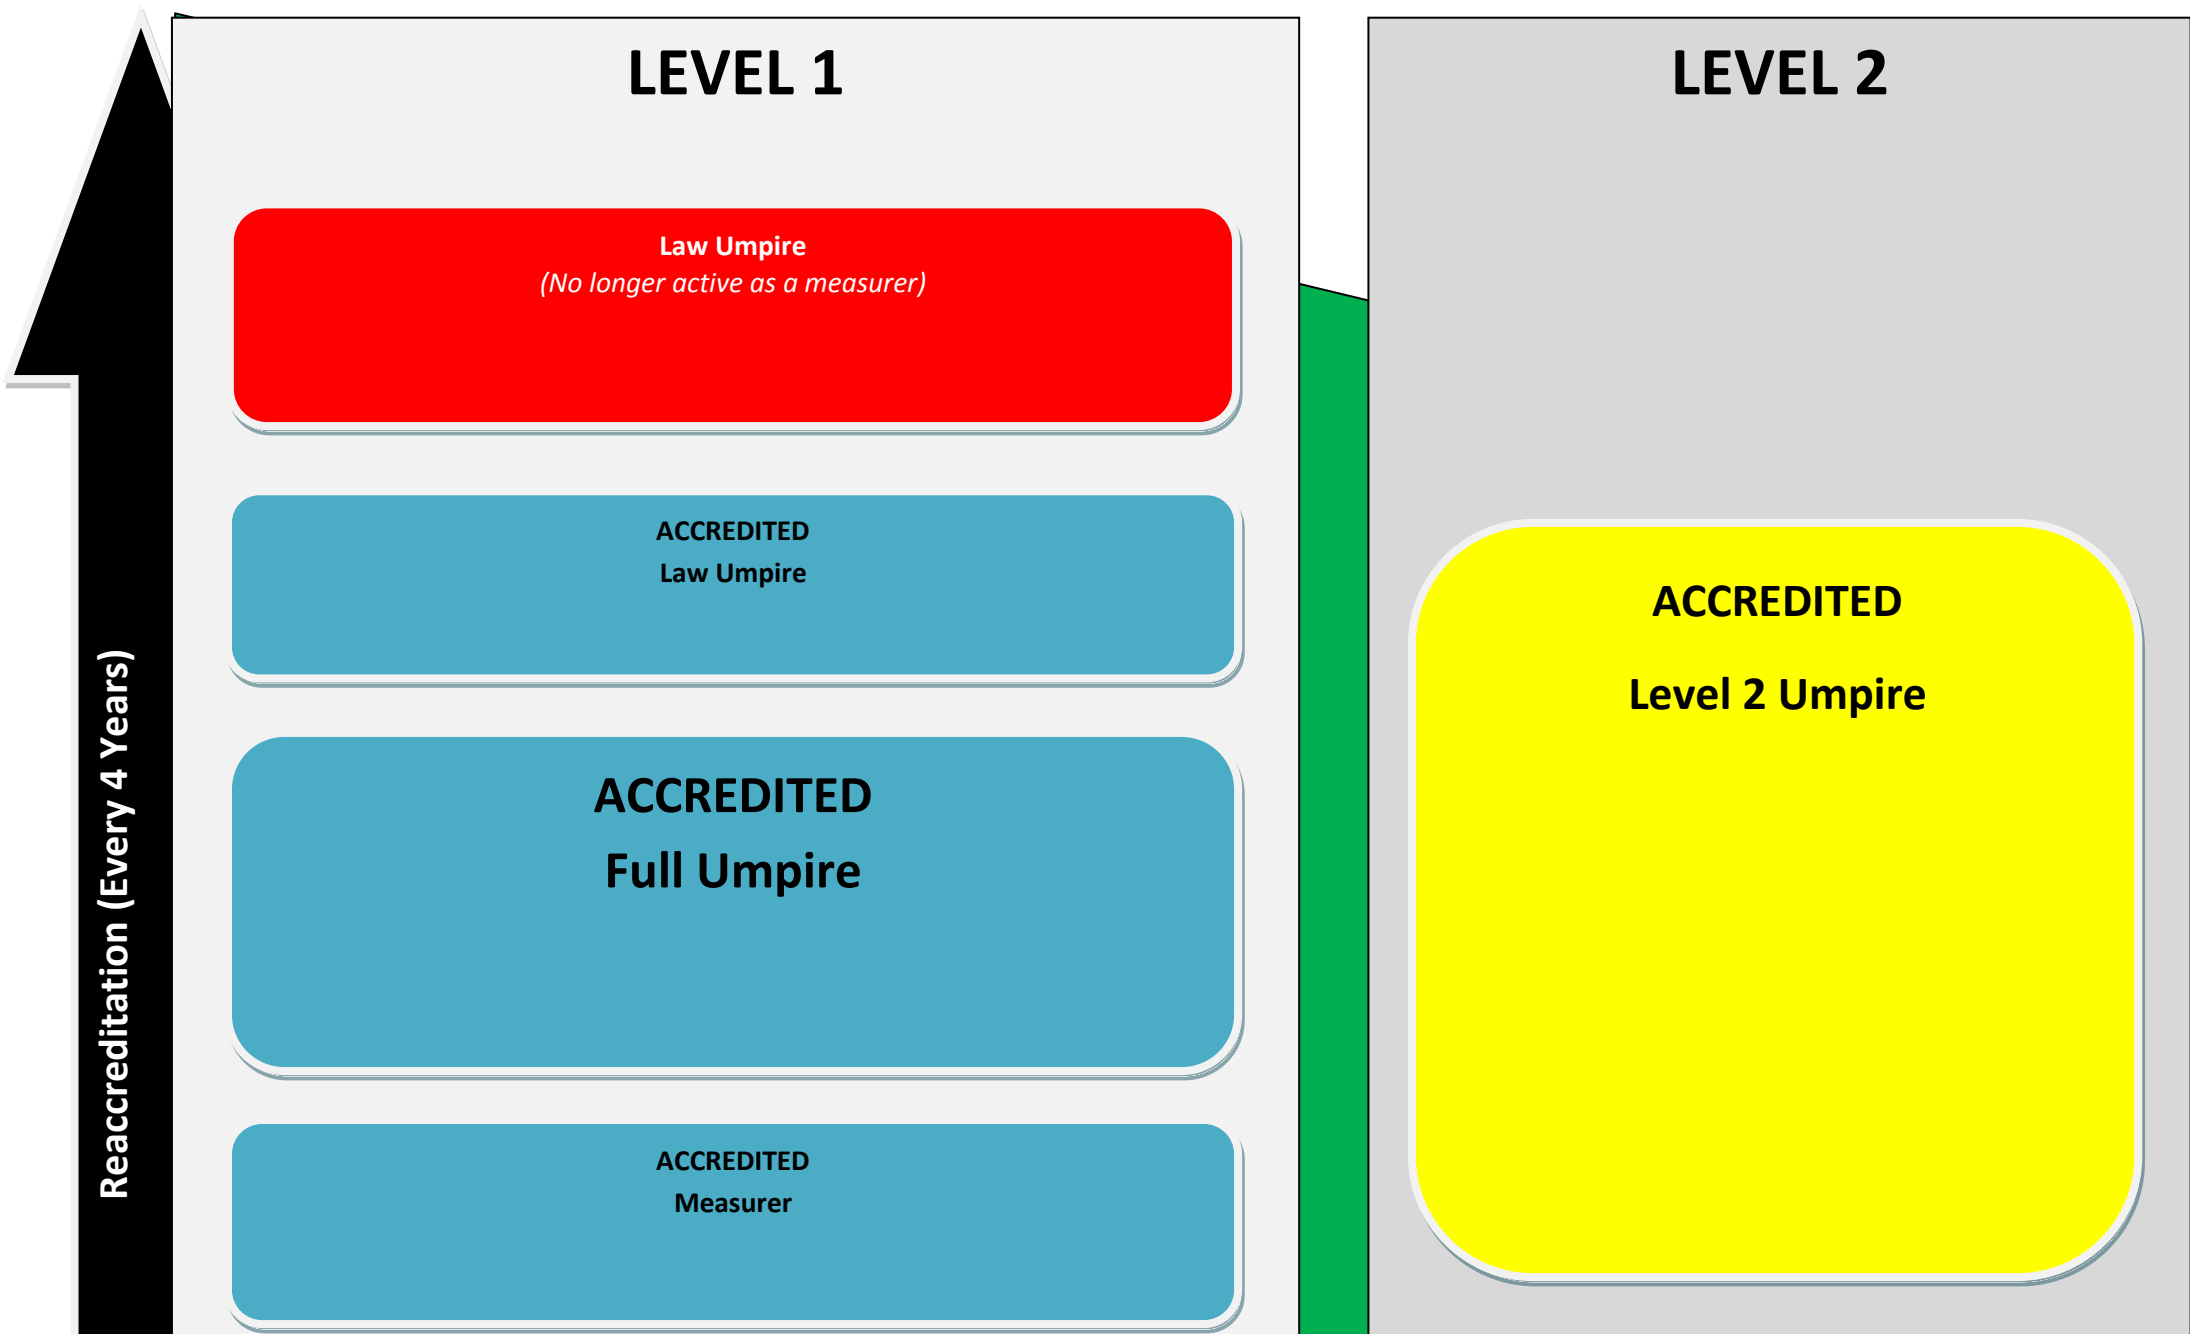 LEVEL 1
Law Umpire
(No longer active as a measurer)
ACCREDITED
Law Umpire
ACCREDITED
Full Umpire
ACCREDITED
Measurer
Reaccreditation (Every 4 Years)
LEVEL 2
ACCREDITED
Level 2 Umpire